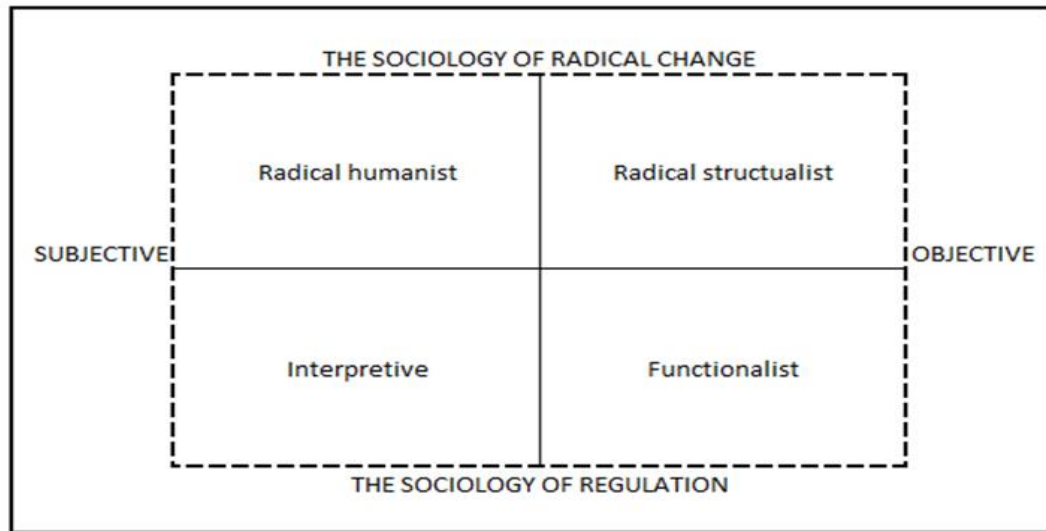 THE SOCIOLOGY OF RADICAL CHANGE
Radical humanist
Radical structualist
SUBJECTIVE
OBJECTIVE
Interpretive
Functionalist
THE SOCIOLOGY OF REGULATION